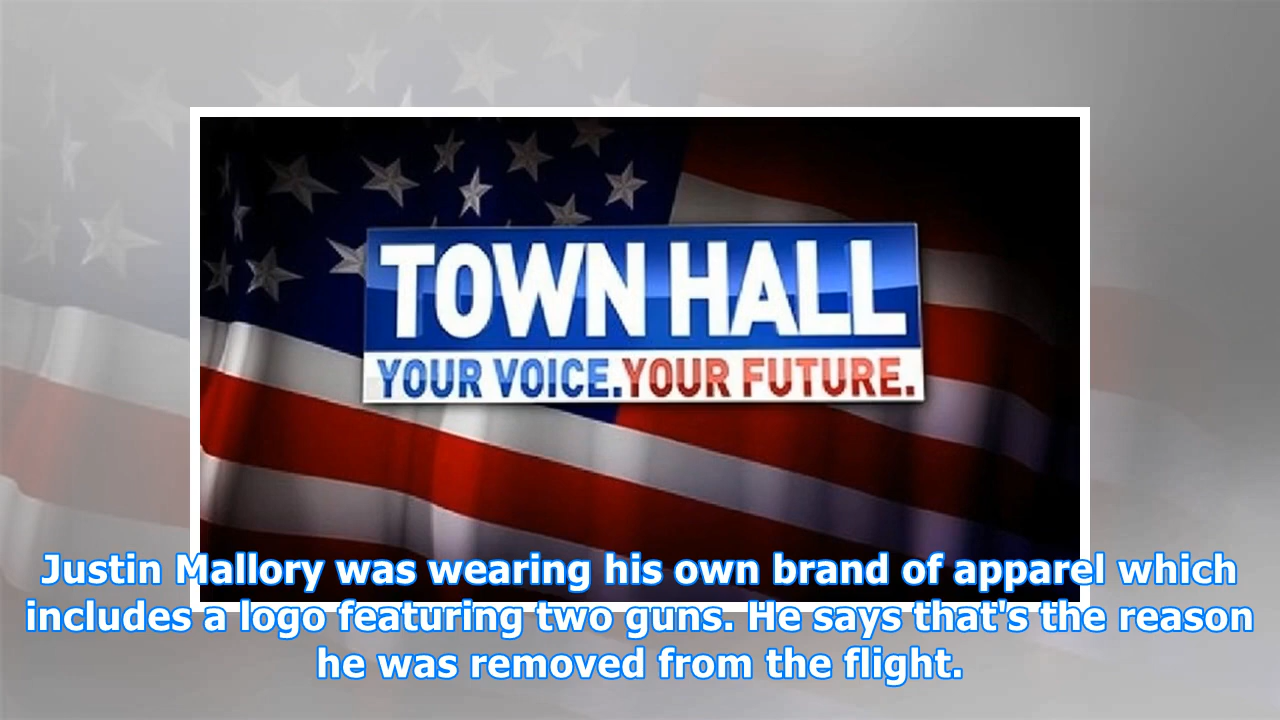 TOWN HALL
YOUR VOICE.YOUR FUTURE.
Justin Mallory was wearing his own brand of apparel which
includes a logo featuring two guns. He says that's the reason
he was removed from the flight.